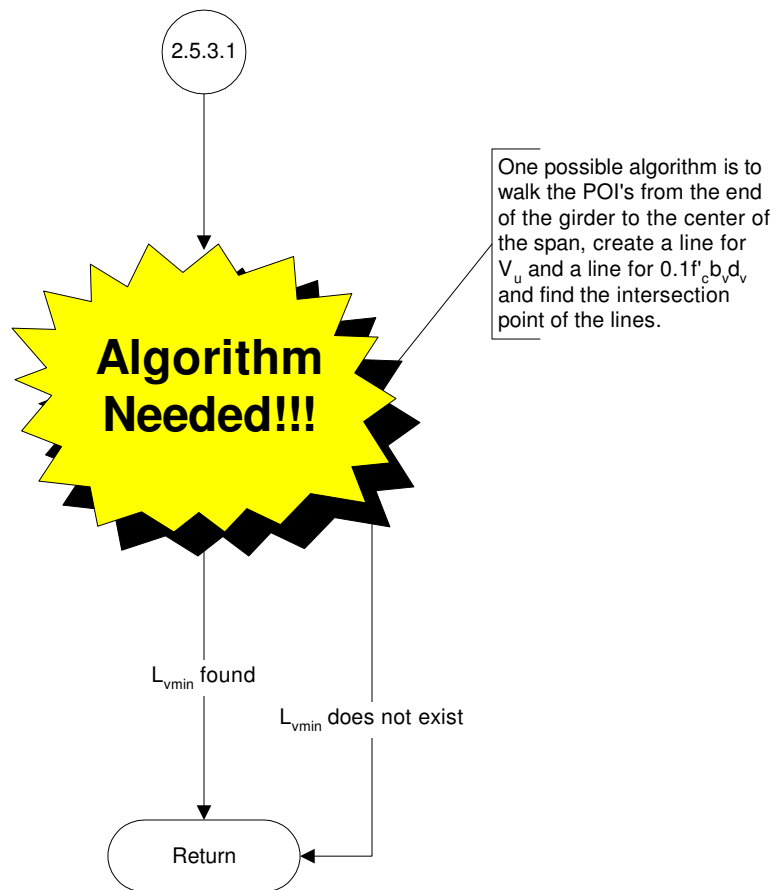 2.5.3.1
One possible algorithm is to
walk the POI's from the end
of the girder to the center of
the span, create a line for
Vu and a line for 0.1f'cbvdv
and find the intersection
point of the lines.
Algorithm
Needed!!!
Lvmin found
Lvmin does not exist
Return